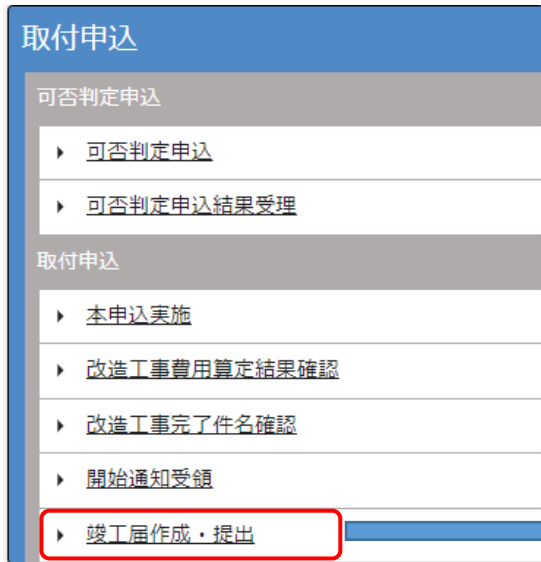 取付申込
可否判定申込
可否判定申込
可否判定申込結果受理
取付申込
本申込実施
改造工事費用算定結果確認
改造工事完了件名確認
開始通知受領
竣工届作成・提出